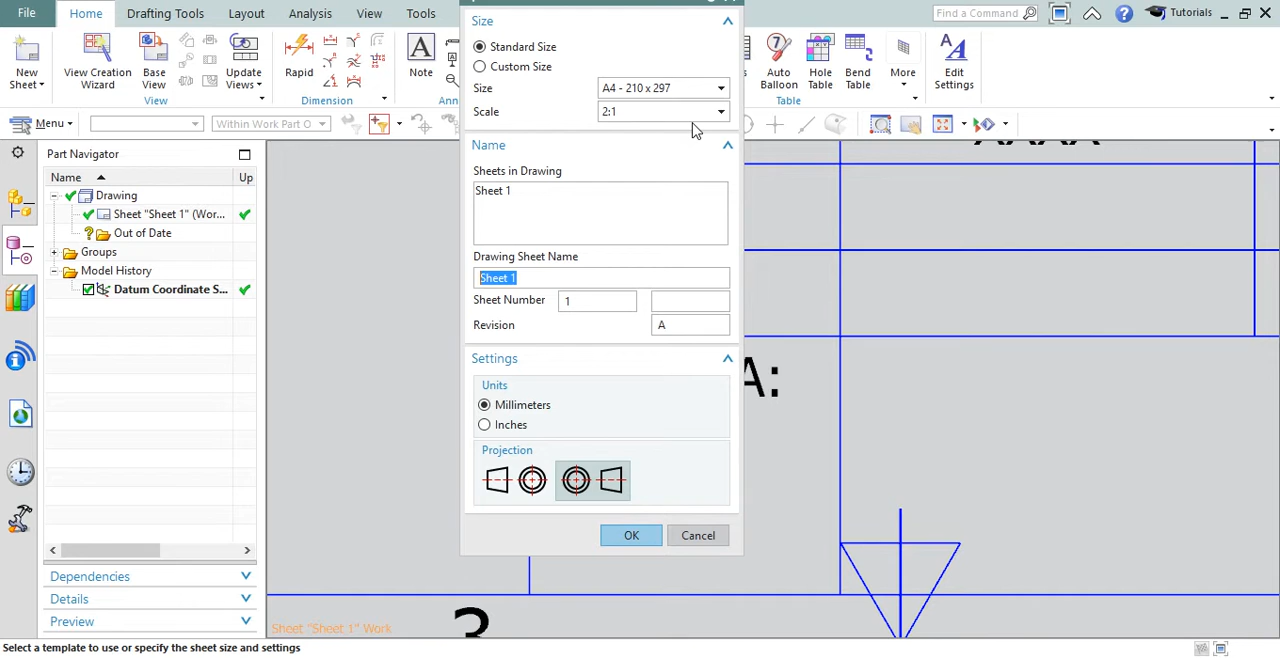 File Home Drafting Tools Layout Analysis View Tools Find a Command Tutorials
New Sheet View Creation Wizard Base View Update Views Rapid Note Auto Balloon Hole Table Bend Table More Edit Settings
View Dimension Ann Table
Menu Within Work Part O
Part Navigator
Name Up
Drawing
Sheet "Sheet 1" (Wor...
Out of Date
Groups
Model History
Datum Coordinate S...
Dependencies
Details
Preview
Size
Standard Size
Custom Size
Size A4 - 210 x 297
Scale 2:1
Name
Sheets in Drawing
Sheet 1
Drawing Sheet Name
Sheet 1
Sheet Number 1
Revision A
Settings
Units
Millimeters
Inches
Projection
OK Cancel
A:
3
Sheet "Sheet 1" Work
Select a template to use or specify the sheet size and settings